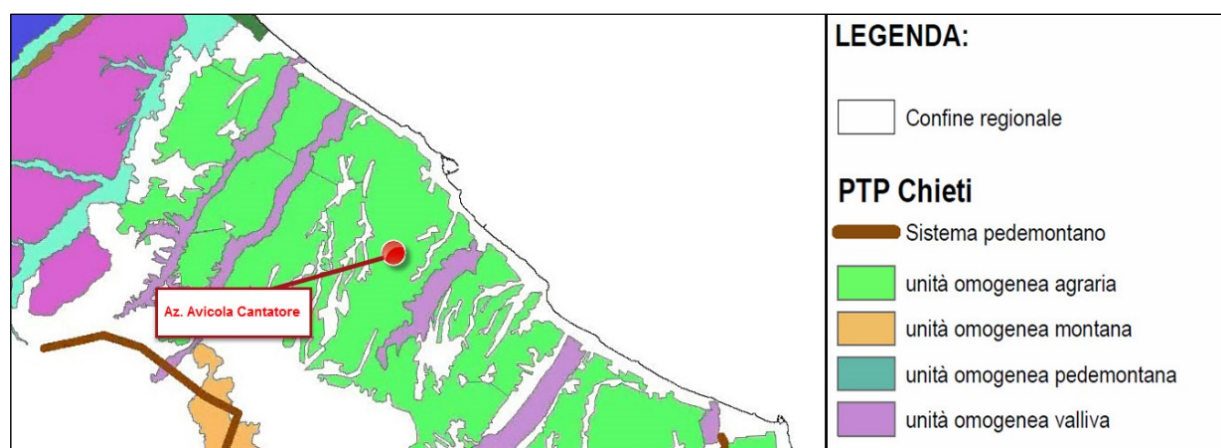 LEGENDA:
Confine regionale
PTP Chieti
Sistema pedemontano
unità omogenea agraria
unità omogenea montana
unità omogenea pedemontana
unità omogenea valliva
Az. Avicola Cantatore